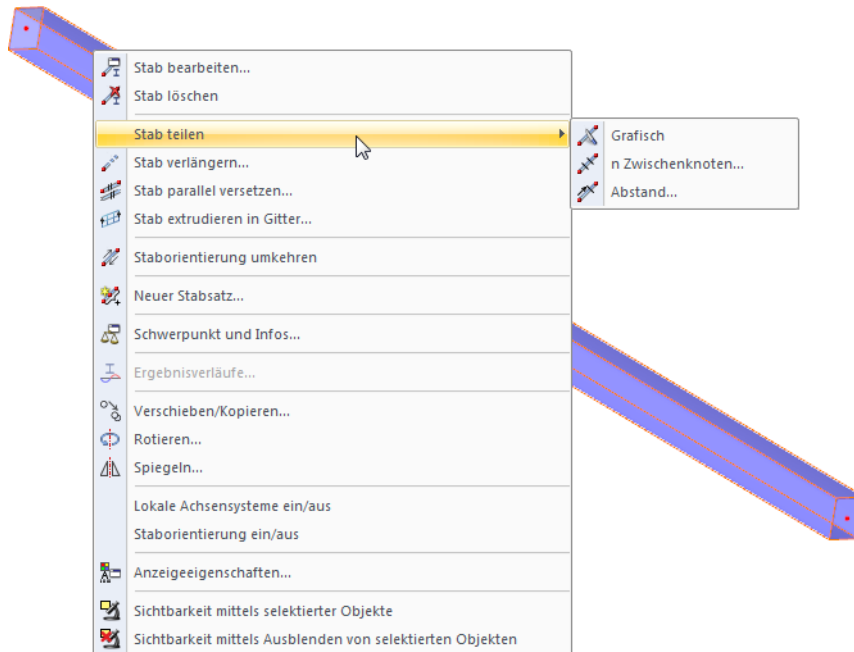 Stab bearbeiten...
Stab löschen
Stab teilen
Grafisch
n Zwischenknoten...
Abstand...
Stab verlängern...
Stab parallel versetzen...
Stab extrudieren in Gitter...
Staborientierung umkehren
Neuer Stabsatz...
Schwerpunkt und Infos...
Ergebnisverläufe...
Verschieben/Kopieren...
Rotieren...
Spiegeln...
Lokale Achsensysteme ein/aus
Staborientierung ein/aus
Anzeigeeigenschaften...
Sichtbarkeit mittels selektierter Objekte
Sichtbarkeit mittels Ausblenden von selektierten Objekten